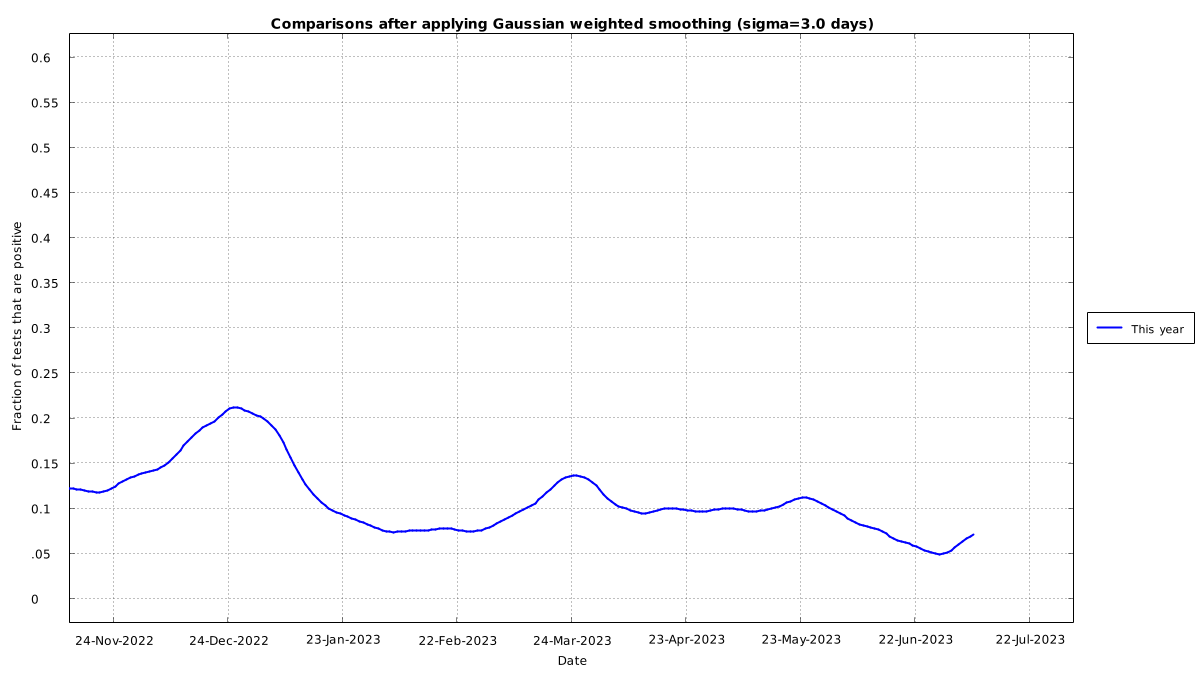 Comparisons after applying Gaussian weighted smoothing (sigma=3.0 days)
0.6
0.55
0.5
0.45
0.4
0.35
0.3
0.25
0.2
0.15
0.1
.05
0
Fraction of tests that are positive
24-Nov-2022 24-Dec-2022 23-Jan-2023 22-Feb-2023 24-Mar-2023 23-Apr-2023 23-May-2023 22-Jun-2023 22-Jul-2023
Date
This year